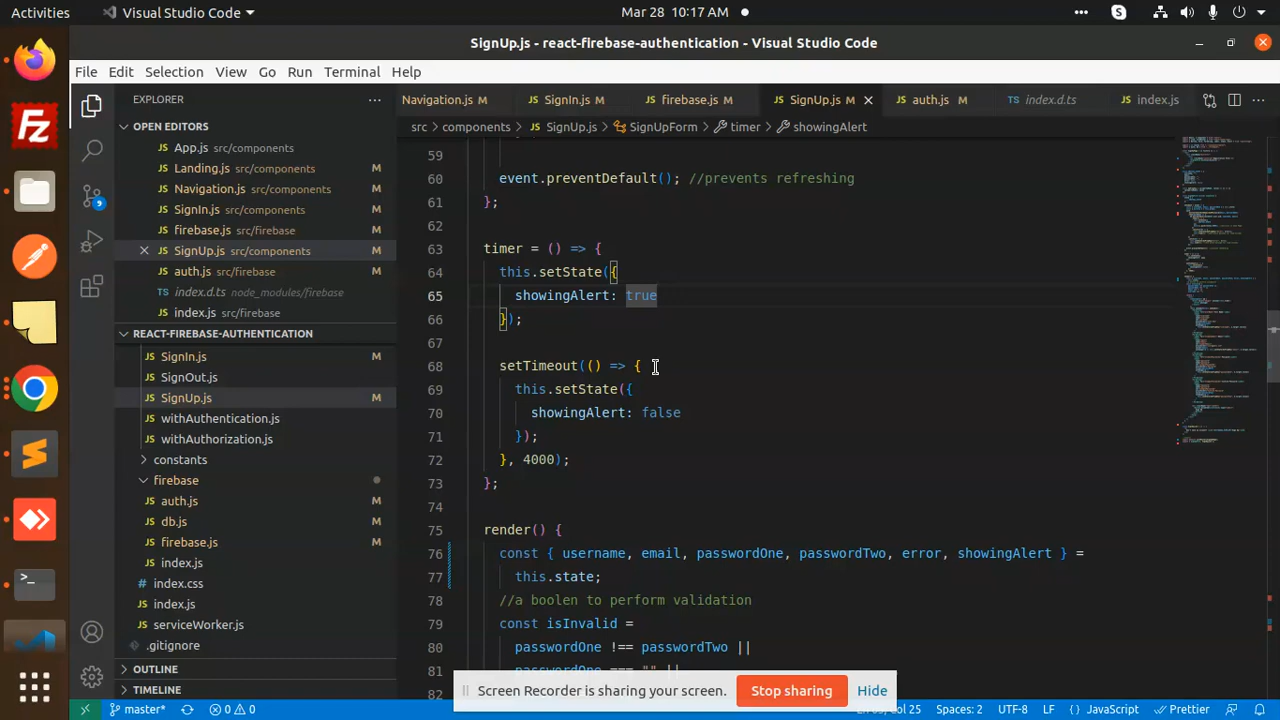 Activities
Visual Studio Code
Mar 28 10:17 AM
SignUp.js - react-firebase-authentication - Visual Studio Code
File Edit Selection View Go Run Terminal Help
EXPLORER
OPEN EDITORS
App.js src/components
Landing.js src/components M
Navigation.js src/components M
SignIn.js src/components M
firebase.js src/firebase M
SignUp.js src/components M
auth.js src/firebase M
index.d.ts node_modules/firebase
index.js src/firebase
REACT-FIREBASE-AUTHENTICATION
SignIn.js M
SignOut.js
SignUp.js M
withAuthentication.js
withAuthorization.js
constants
firebase
auth.js M
db.js
firebase.js M
index.js
index.css
index.js
serviceWorker.js
.gitignore
OUTLINE
TIMELINE
Navigation.js M SignIn.js M firebase.js M SignUp.js M auth.js M index.d.ts index.js
src components SignUp.js SignUpForm timer showingAlert
59
60 event.preventDefault(); //prevents refreshing
61 };
62
63 timer = () => {
64 this.setState({
65 showingAlert: true
66 });
67
68 setTimeout(() => {
69 this.setState({
70 showingAlert: false
71 });
72 }, 4000);
73 };
74
75 render() {
76 const { username, email, passwordOne, passwordTwo, error, showingAlert } =
77 this.state;
78 //a boolen to perform validation
79 const isInvalid =
80 passwordOne !== passwordTwo ||
81 passwordOne === "" ||
82
Screen Recorder is sharing your screen. Stop sharing Hide
master* 0 0 Col 25 Spaces: 2 UTF-8 LF { } JavaScript Prettier